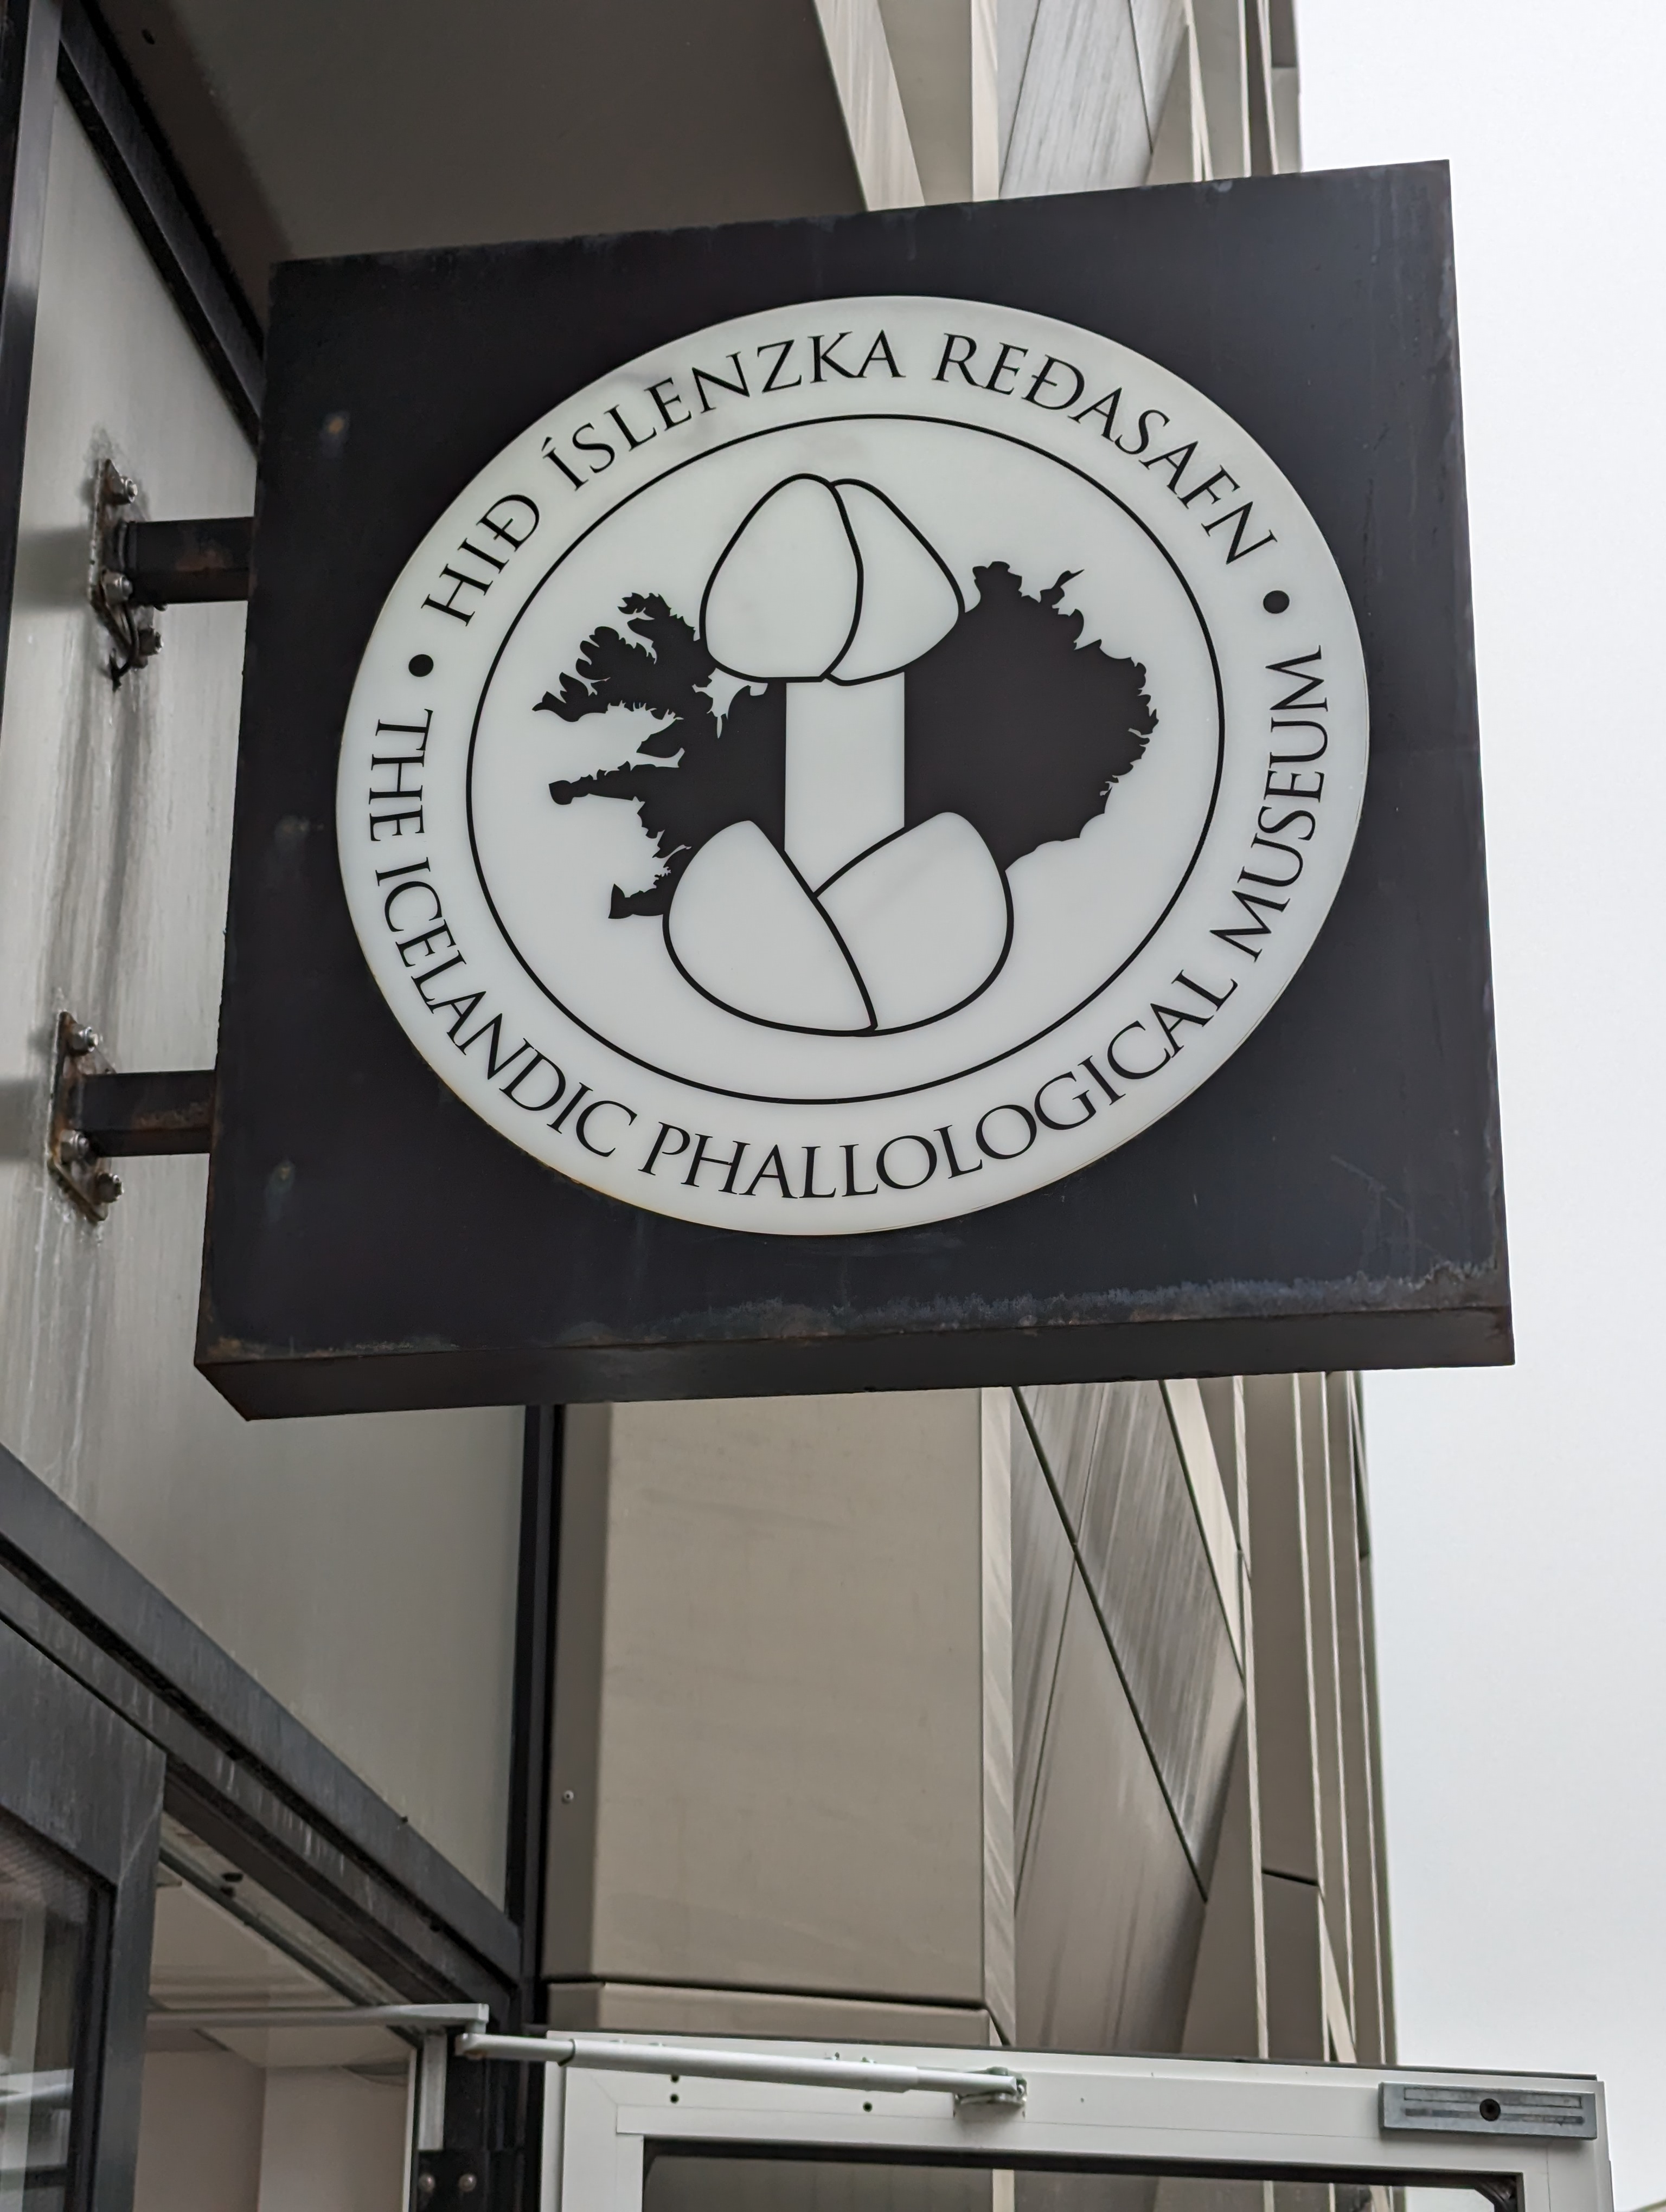 HIÐ ÍSLENZKA REÐASAFN
THE ICELANDIC PHALLOLOGICAL MUSEUM